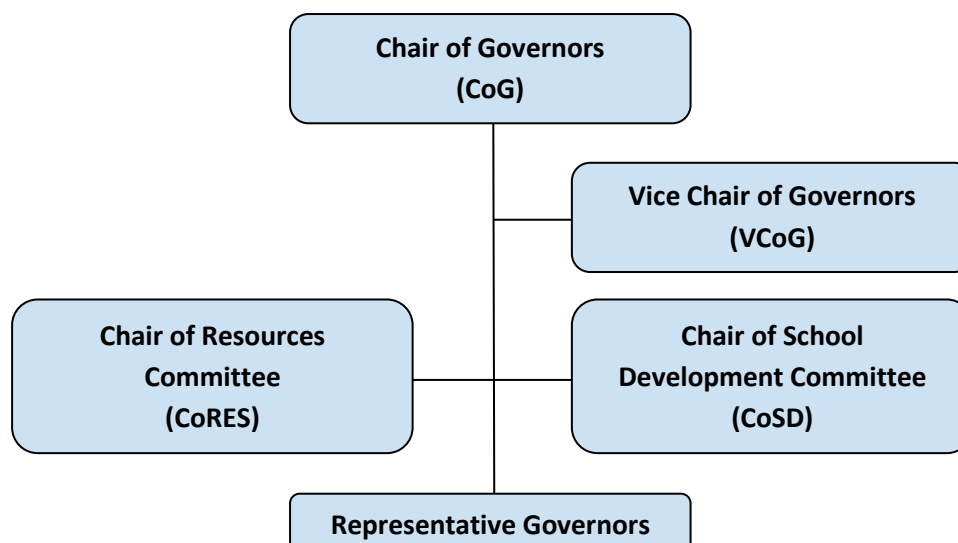 Chair of Governors
(CoG)
Vice Chair of Governors
(VCoG)
Chair of Resources
Committee
(CoRES)
Chair of School
Development Committee
(CoSD)
Representative Governors